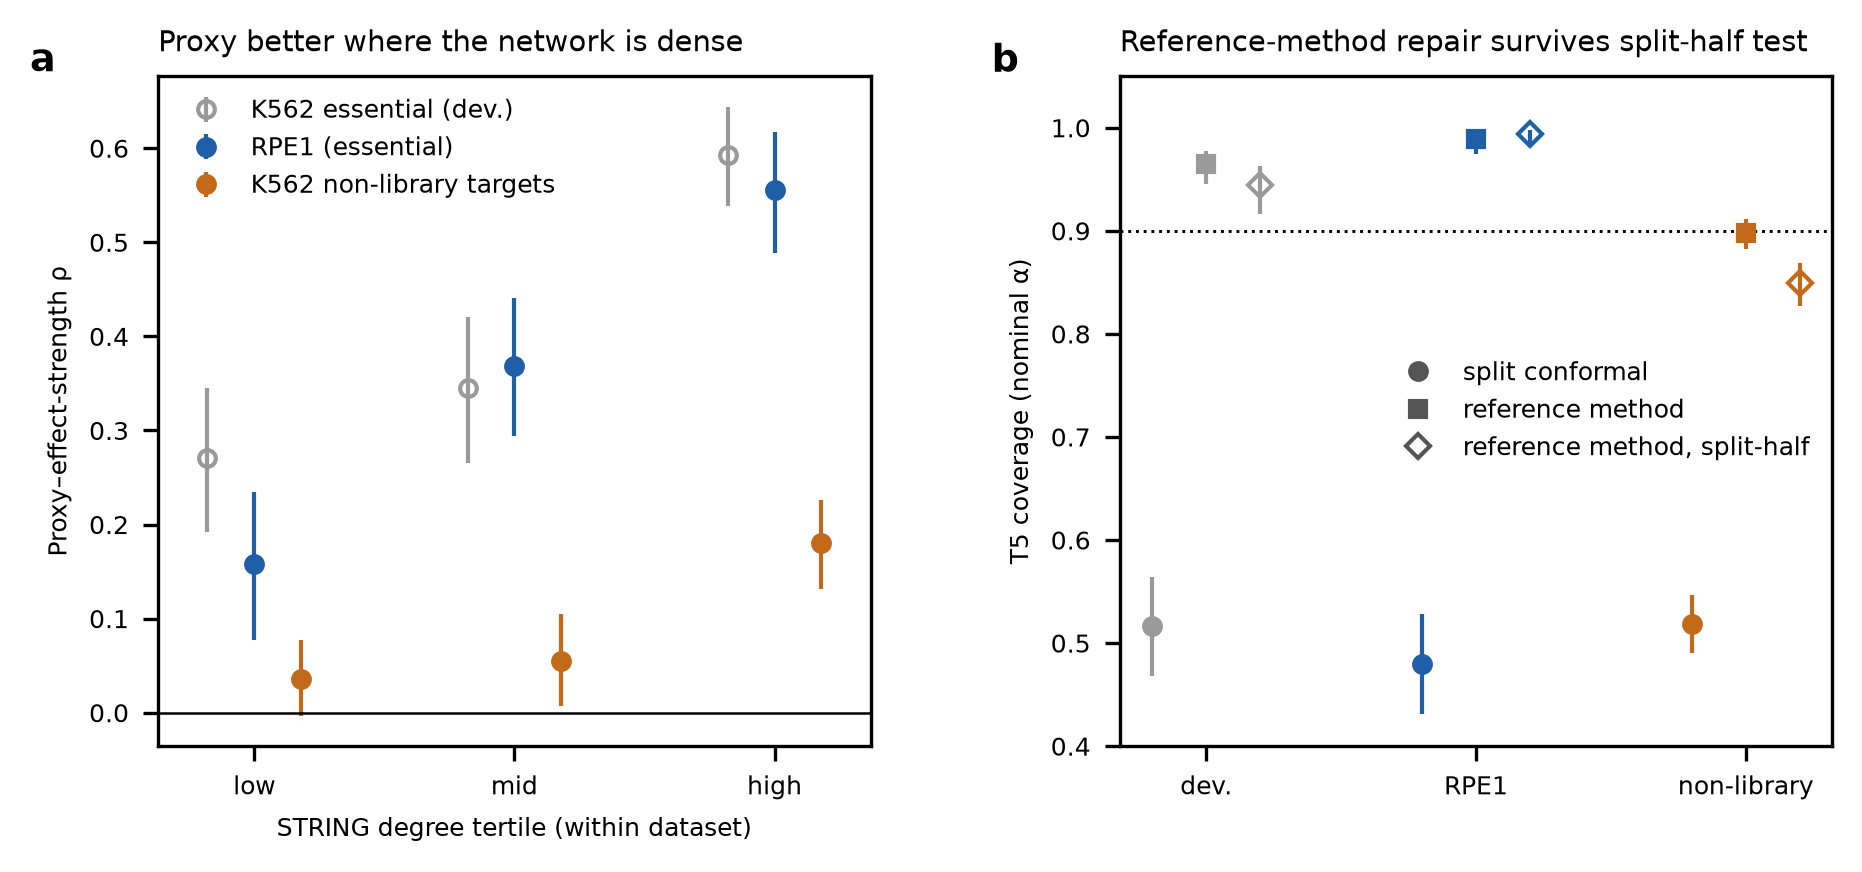 a
Proxy better where the network is dense
K562 essential (dev.)
RPE1 (essential)
K562 non-library targets
Proxy–effect-strength ρ
0.6
0.5
0.4
0.3
0.2
0.1
0.0
low
mid
high
STRING degree tertile (within dataset)
b
Reference-method repair survives split-half test
T5 coverage (nominal α)
1.0
0.9
0.8
0.7
0.6
0.5
0.4
split conformal
reference method
reference method, split-half
dev.
RPE1
non-library